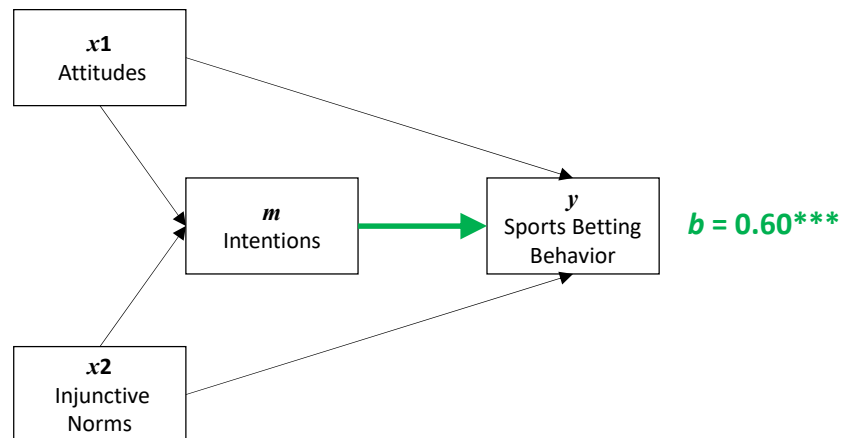 x1
Attitudes
m
Intentions
y
Sports Betting
Behavior
b = 0.60***
x2
Injunctive
Norms